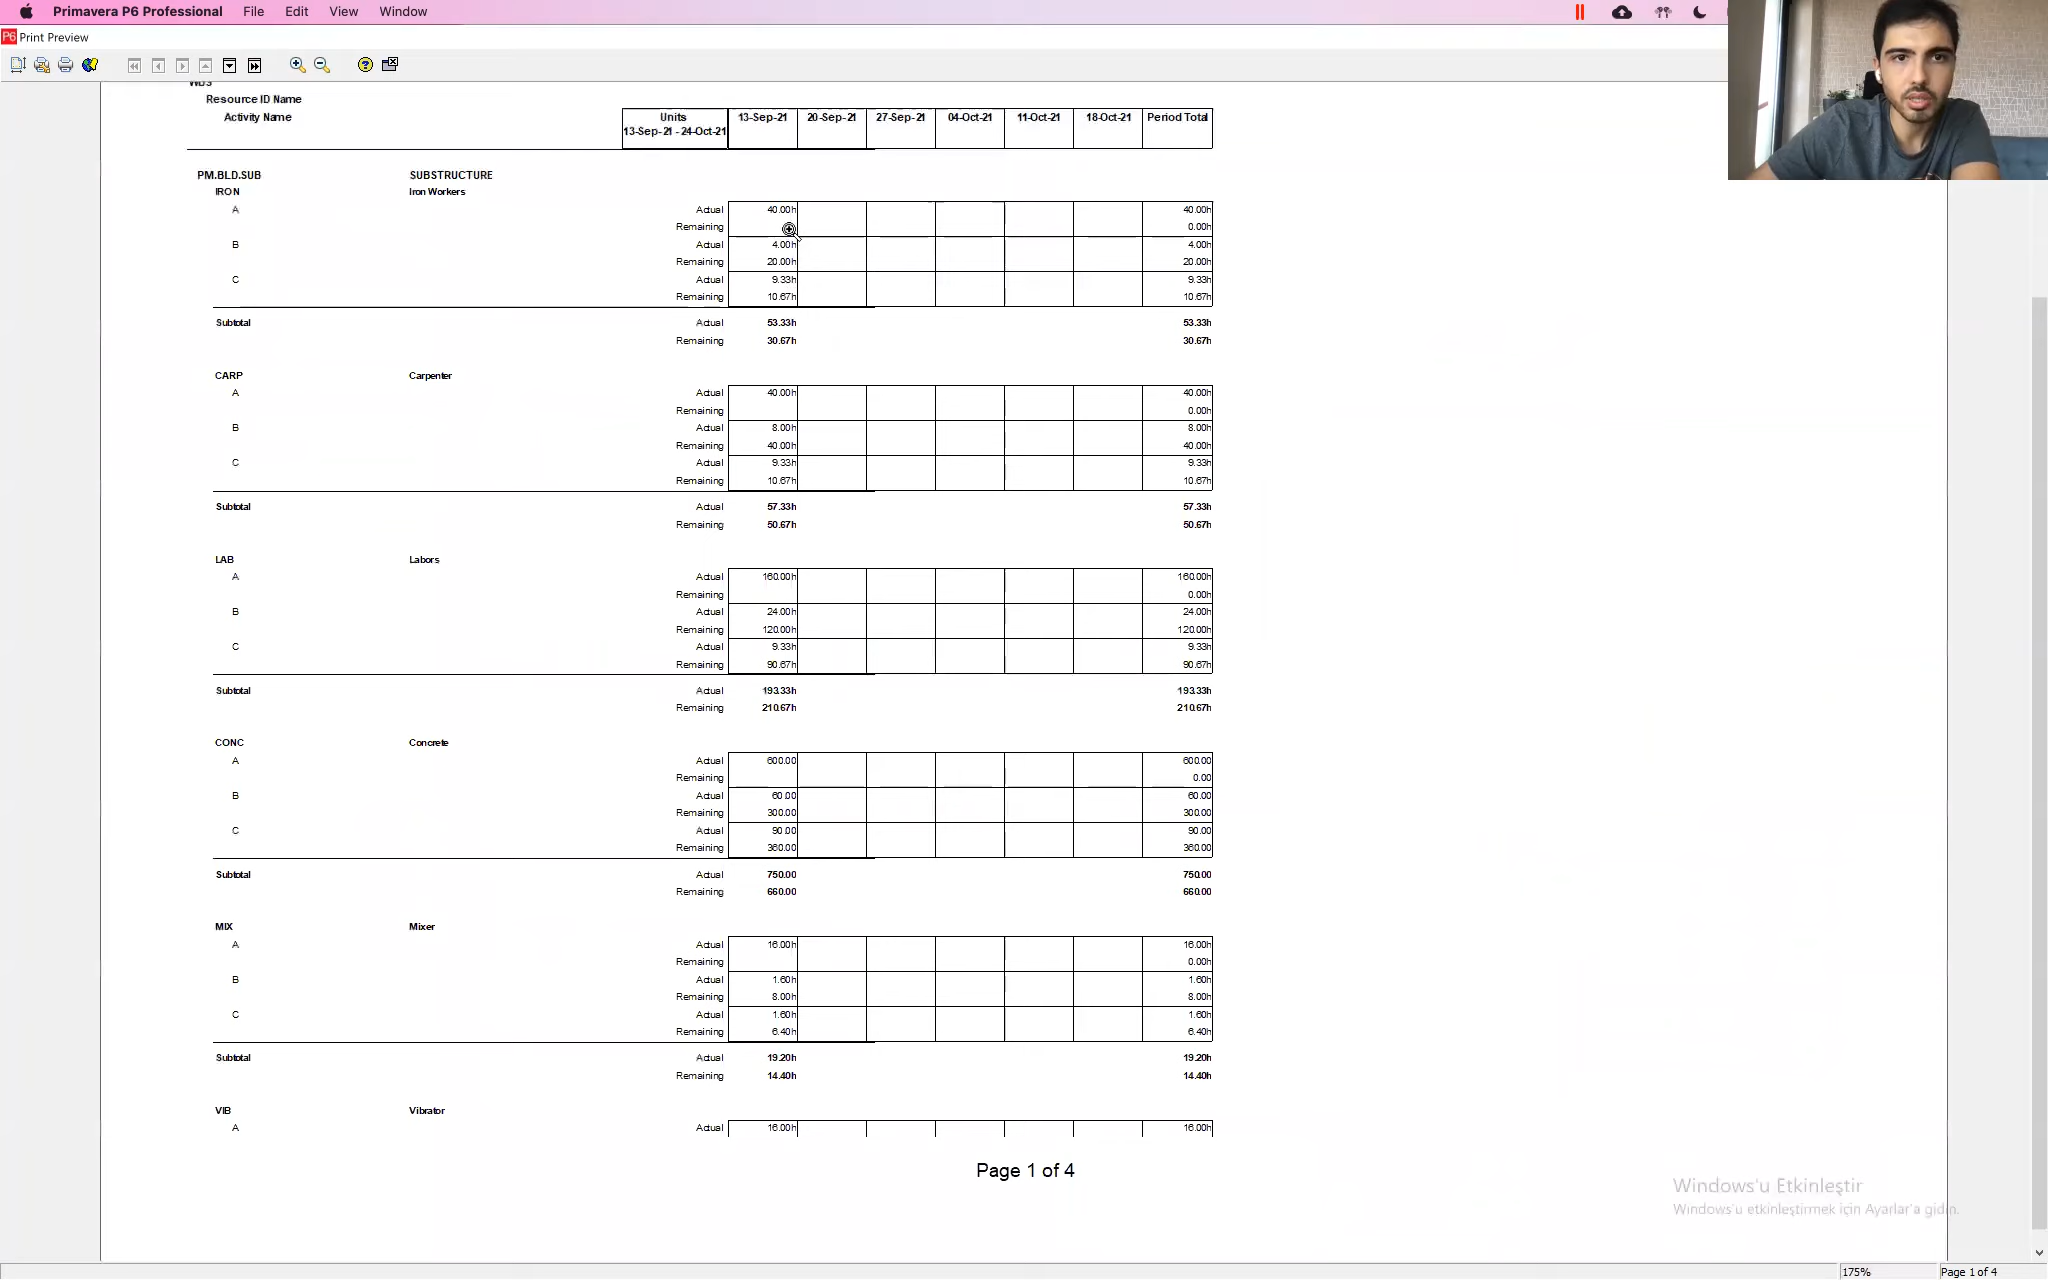 Primavera P6 Professional File Edit View Window
P6 Print Preview
WBS
Resource ID Name
Activity Name
Units 13-Sep-21 20-Sep-21 27-Sep-21 04-Oct-21 11-Oct-21 18-Oct-21 Period Total
13-Sep-21 - 24-Oct-21
PM.BLD.SUB SUBSTRUCTURE
IRON Iron Workers
A Actual 40.00h 40.00h
Remaining 0.00h
B Actual 4.00h 4.00h
Remaining 20.00h 20.00h
C Actual 9.33h 9.33h
Remaining 10.67h 10.67h
Subtotal Actual 53.33h 53.33h
Remaining 30.67h 30.67h
CARP Carpenter
A Actual 40.00h 40.00h
Remaining 0.00h
B Actual 8.00h 8.00h
Remaining 40.00h 40.00h
C Actual 9.33h 9.33h
Remaining 10.67h 10.67h
Subtotal Actual 57.33h 57.33h
Remaining 50.67h 50.67h
LAB Labors
A Actual 160.00h 160.00h
Remaining 0.00h
B Actual 24.00h 24.00h
Remaining 120.00h 120.00h
C Actual 9.33h 9.33h
Remaining 90.67h 90.67h
Subtotal Actual 193.33h 193.33h
Remaining 210.67h 210.67h
CONC Concrete
A Actual 600.00 600.00
Remaining 0.00
B Actual 60.00 60.00
Remaining 300.00 300.00
C Actual 90.00 90.00
Remaining 360.00 360.00
Subtotal Actual 750.00 750.00
Remaining 660.00 660.00
MIX Mixer
A Actual 16.00h 16.00h
Remaining 0.00h
B Actual 1.60h 1.60h
Remaining 8.00h 8.00h
C Actual 1.60h 1.60h
Remaining 6.40h 6.40h
Subtotal Actual 19.20h 19.20h
Remaining 14.40h 14.40h
VIB Vibrator
A Actual 16.00h 16.00h
Page 1 of 4
Windows'u Etkinleştir
Windows'u etkinleştirmek için Ayarlar'a gidin.
175% Page 1 of 4